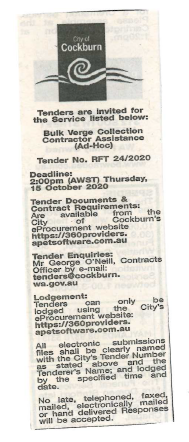 City of
Cockburn
Tenders are invited for
the Service listed below:
Bulk Verge Collection
Contractor Assistance
(Ad-Hoc)
Tender No. RFT 24/2020
Deadline:
2:00pm (AWST) Thursday,
15 October 2020
Tender Documents &
Contract Requirements:
Are available from the
City of Cockburn's
eProcurement website
https://360providers.
apetsoftware.com.au
Tender Enquiries:
Mr George O'Neill, Contracts
Officer by e-mail:
tenders@cockburn.
wa.gov.au
Lodgement:
Tenders can only be
lodged using the City's
eProcurement website:
https://360providers.
apetsoftware.com.au
All electronic submissions
files shall be clearly named
with the City's Tender Number
as stated above and the
Tenderer's Name; and lodged
by the specified time and
date.
No late, telephoned, faxed,
mailed, electronically mailed
or hand delivered Responses
will be accepted.